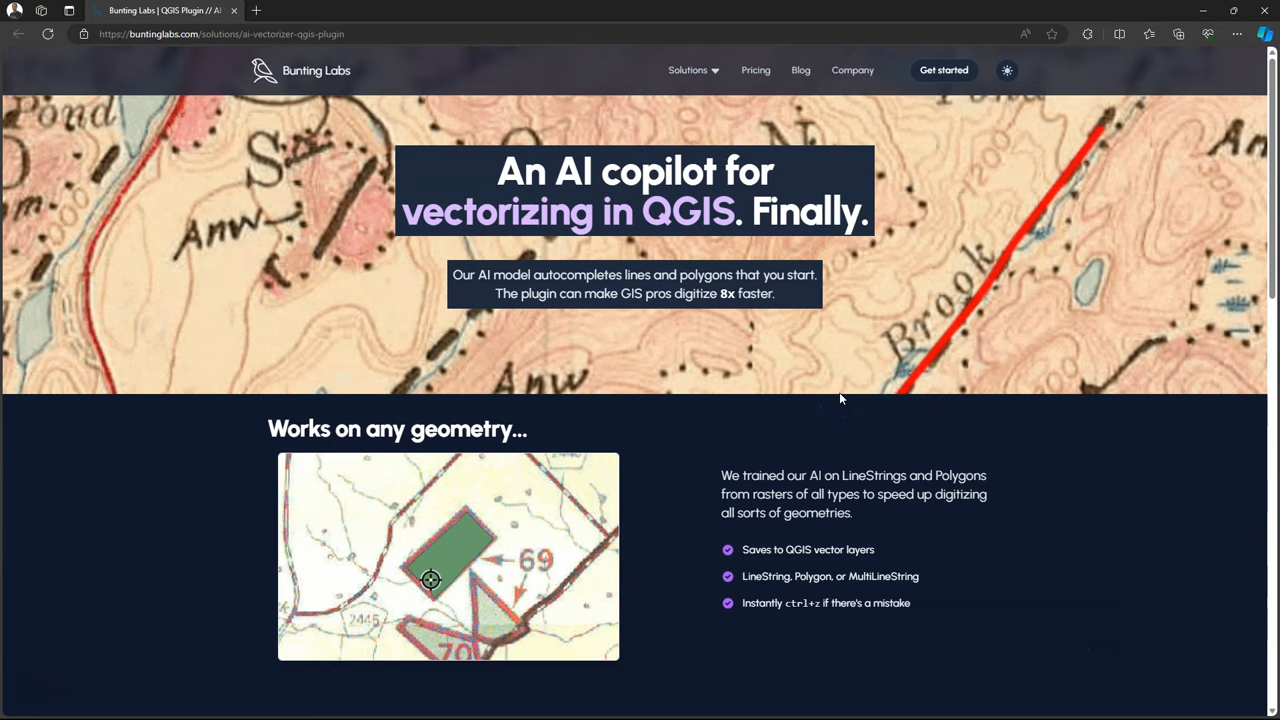 Bunting Labs | QGIS Plugin // AI
https://buntinglabs.com/solutions/ai-vectorizer-qgis-plugin
Bunting Labs
Solutions
Pricing
Blog
Company
Get started
Pond
S
O
N
Pond
1200
An
Anw
Brook
Anw
An AI copilot for
vectorizing in QGIS. Finally.
Our AI model autocompletes lines and polygons that you start.
The plugin can make GIS pros digitize 8x faster.
Works on any geometry...
69
2445
70
We trained our AI on LineStrings and Polygons
from rasters of all types to speed up digitizing
all sorts of geometries.
Saves to QGIS vector layers
LineString, Polygon, or MultiLineString
Instantly ctrl+z if there's a mistake